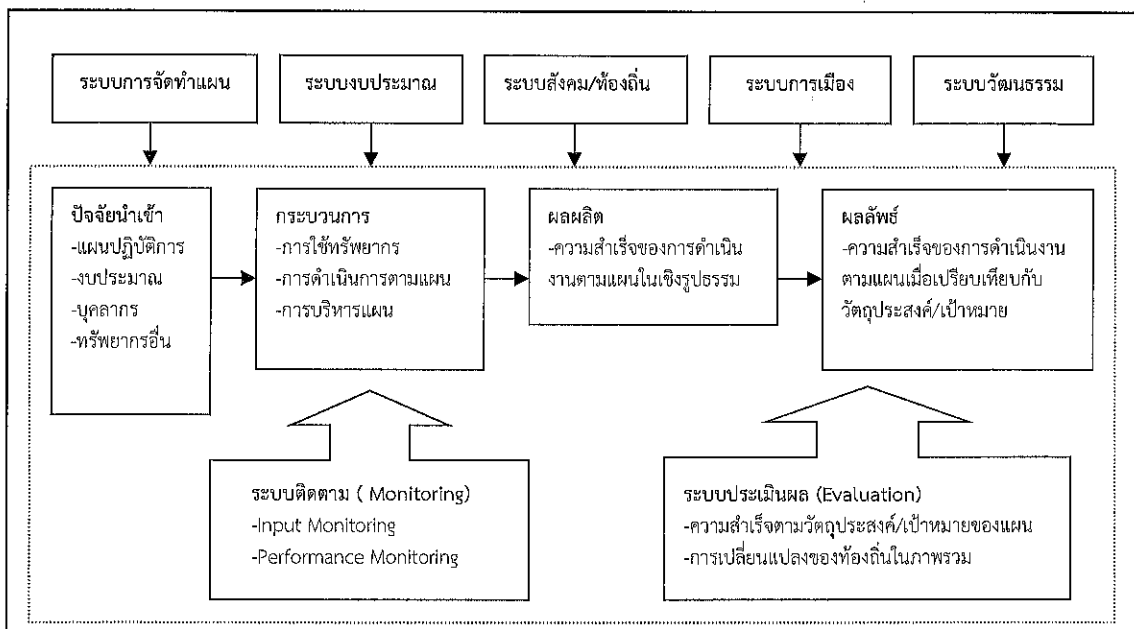 ระบบการจัดทำแผน
ระบบงบประมาณ
ระบบสังคม/ท้องถิ่น
ระบบการเมือง
ระบบวัฒนธรรม
ปัจจัยนำเข้า
-แผนปฏิบัติการ
-งบประมาณ
-บุคลากร
-ทรัพยากรอื่น
กระบวนการ
-การใช้ทรัพยากร
-การดำเนินการตามแผน
-การบริหารแผน
ผลผลิต
-ความสำเร็จของการดำเนิน
งานตามแผนในเชิงรูปธรรม
ผลลัพธ์
-ความสำเร็จของการดำเนินงาน
ตามแผนเมื่อเปรียบเทียบกับ
วัตถุประสงค์/เป้าหมาย
ระบบติดตาม ( Monitoring)
-Input Monitoring
-Performance Monitoring
ระบบประเมินผล (Evaluation)
-ความสำเร็จตามวัตถุประสงค์/เป้าหมายของแผน
-การเปลี่ยนแปลงของท้องถิ่นในภาพรวม